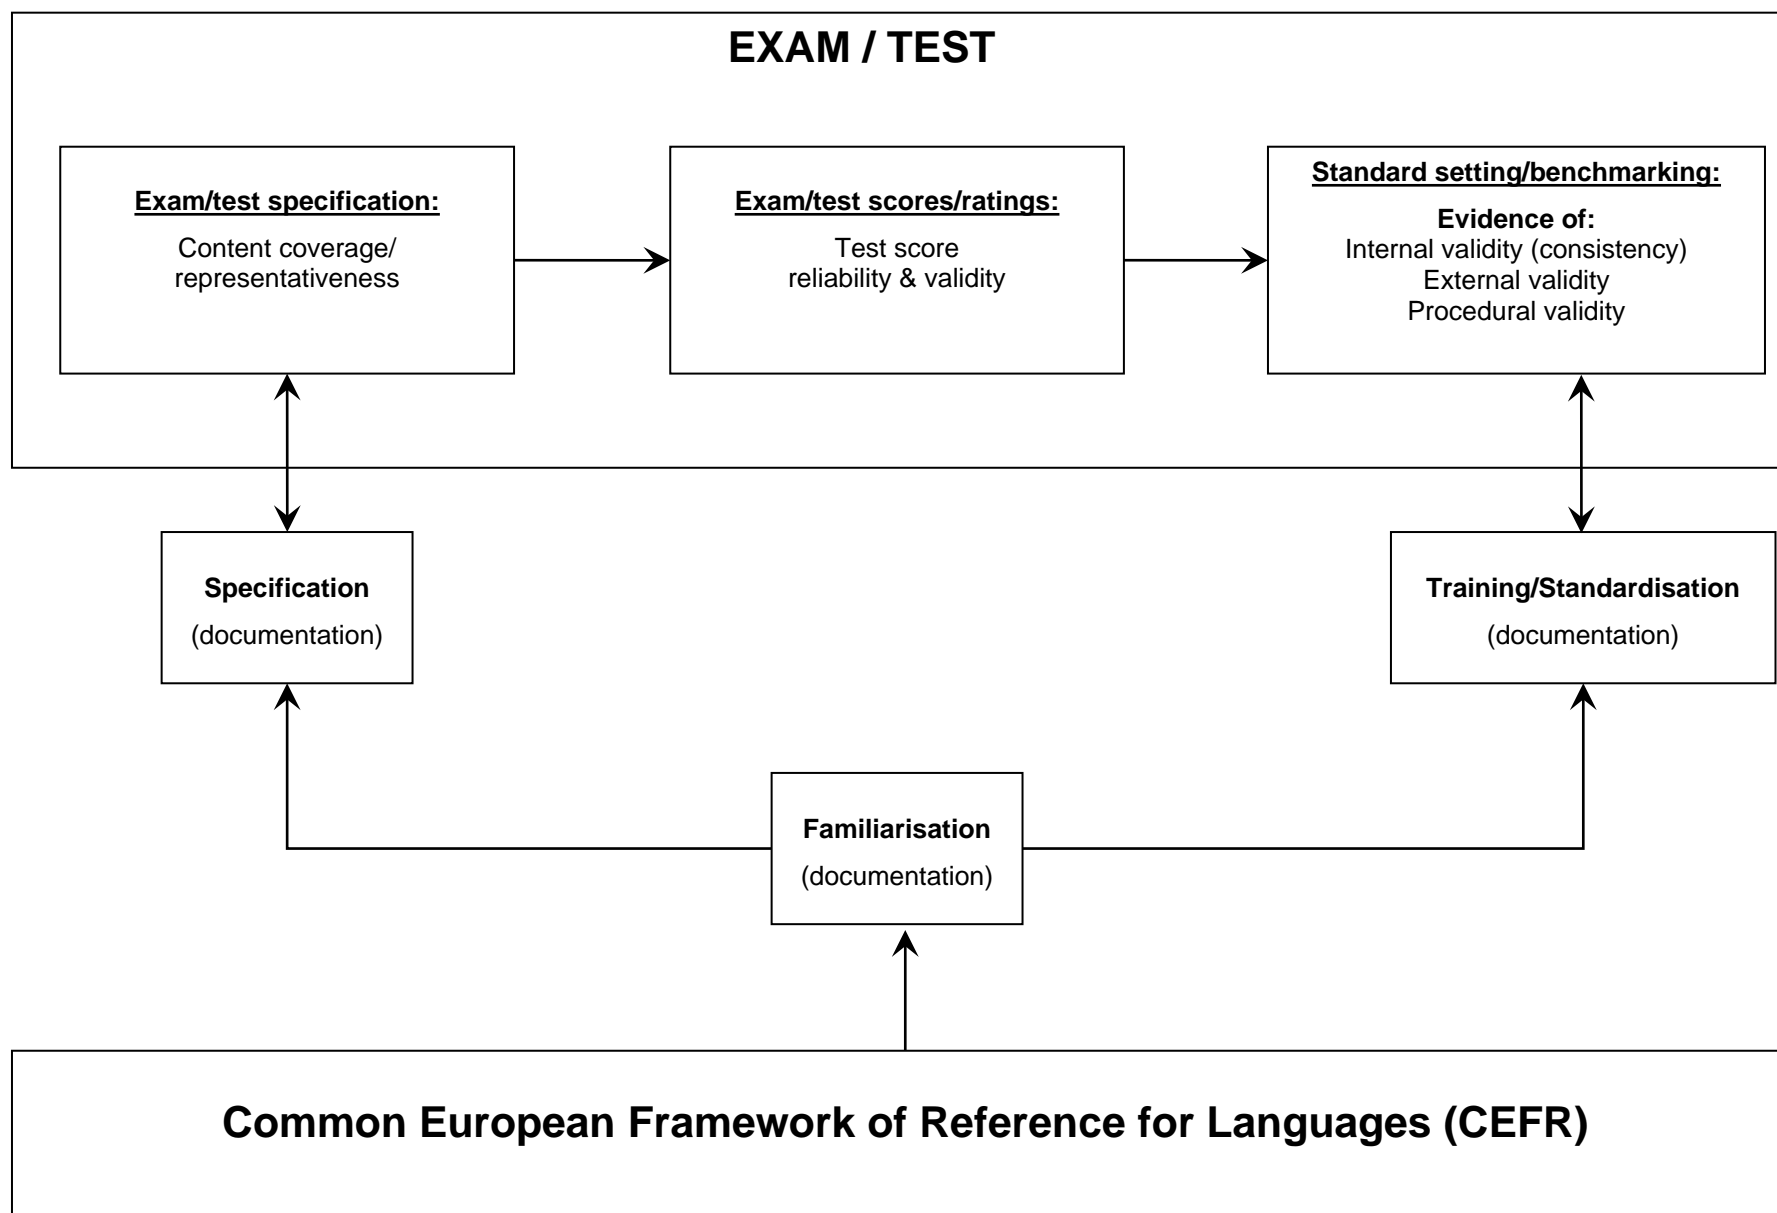 EXAM / TEST
Exam/test specification:
Content coverage/
representativeness
Exam/test scores/ratings:
Test score
reliability & validity
Standard setting/benchmarking:
Evidence of:
Internal validity (consistency)
External validity
Procedural validity
Specification
(documentation)
Training/Standardisation
(documentation)
Familiarisation
(documentation)
Common European Framework of Reference for Languages (CEFR)